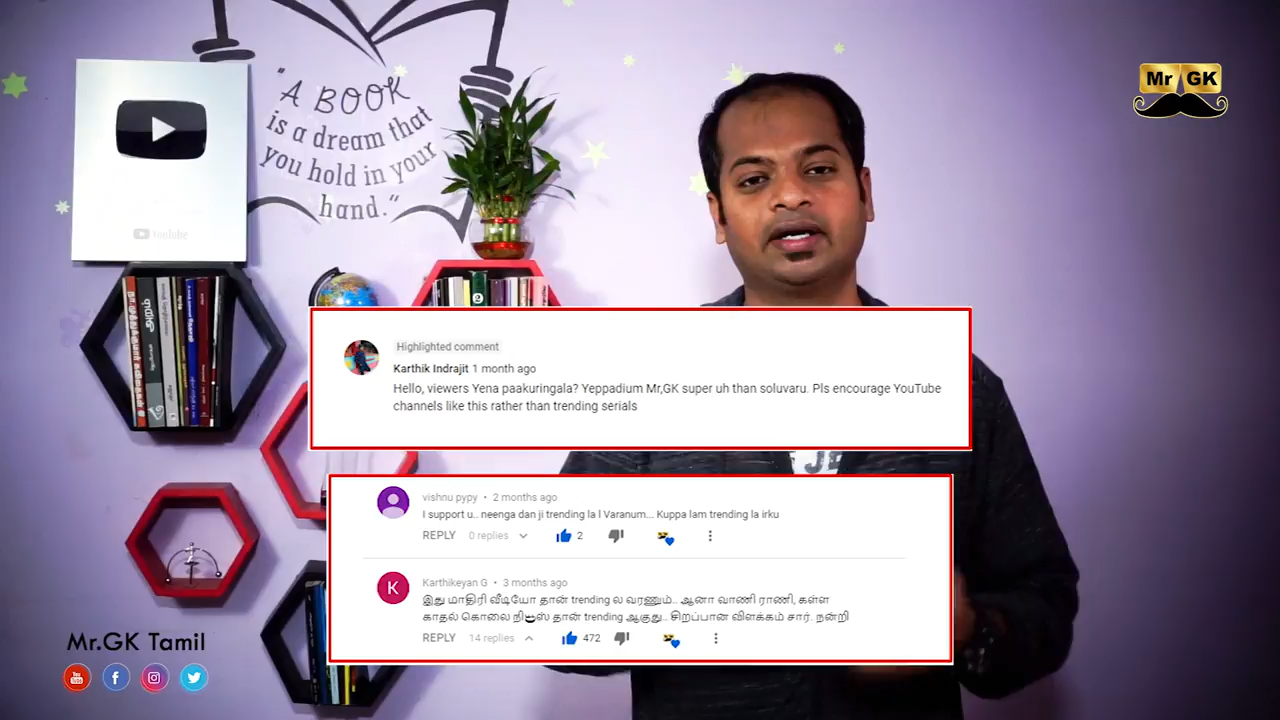 "A BOOK
is a dream that
you hold in your
hand."
YouTube
Mr GK
Highlighted comment
Karthik Indrajit 1 month ago
Hello, viewers Yena paakuringala? Yeppadium Mr,GK super uh than soluvaru. Pls encourage YouTube
channels like this rather than trending serials
vishnu pypy • 2 months ago
I support u.. neenga dan ji trending la l Varanum... Kuppa lam trending la irku
REPLY 0 replies 2
K
Karthikeyan G • 3 months ago
இது மாதிரி வீடியோ தான் trending ல வரணும்.. ஆனா வாணி ராணி, கள்ள
காதல் கொலை நியூஸ் தான் trending ஆகுது.. சிறப்பான விளக்கம் சார். நன்றி
REPLY 14 replies 472
Mr.GK Tamil